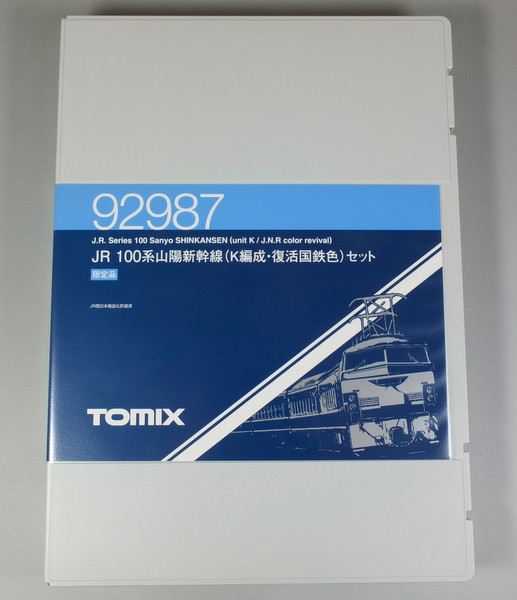 92987
J.R. Series 100 Sanyo SHINKANSEN (unit K / J.N.R color revival)
JR 100系山陽新幹線(K編成・復活国鉄色)セット
限定品
JR西日本商品化許諾済
TOMIX